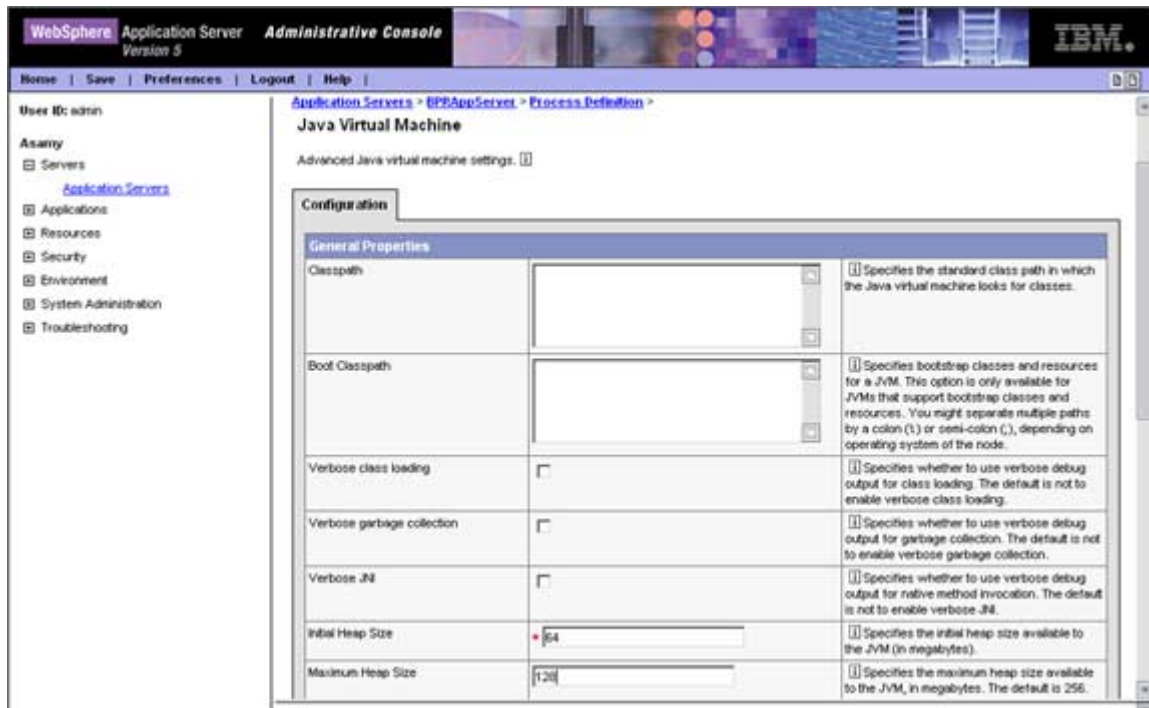 WebSphere Application Server Administrative Console
Version 5
IBM.
Home | Save | Preferences | Logout | Help |
User ID: admin
Asamy
Servers
Application Servers
Applications
Resources
Security
Environment
System Administration
Troubleshooting
Application Servers > BPRAppServer > Process Definition >
Java Virtual Machine
Advanced Java virtual machine settings. i
Configuration
General Properties
Classpath
i Specifies the standard class path in which
the Java virtual machine looks for classes.
Boot Classpath
i Specifies bootstrap classes and resources
for a JVM. This option is only available for
JVMs that support bootstrap classes and
resources. You might separate multiple paths
by a colon (:) or semi-colon (;), depending on
operating system of the node.
Verbose class loading
i Specifies whether to use verbose debug
output for class loading. The default is not to
enable verbose class loading.
Verbose garbage collection
i Specifies whether to use verbose debug
output for garbage collection. The default is not
to enable verbose garbage collection.
Verbose JNI
i Specifies whether to use verbose debug
output for native method invocation. The default
is not to enable verbose JNI.
Initial Heap Size
* 64
i Specifies the initial heap size available to
the JVM (in megabytes).
Maximum Heap Size
128
i Specifies the maximum heap size available
to the JVM, in megabytes. The default is 256.